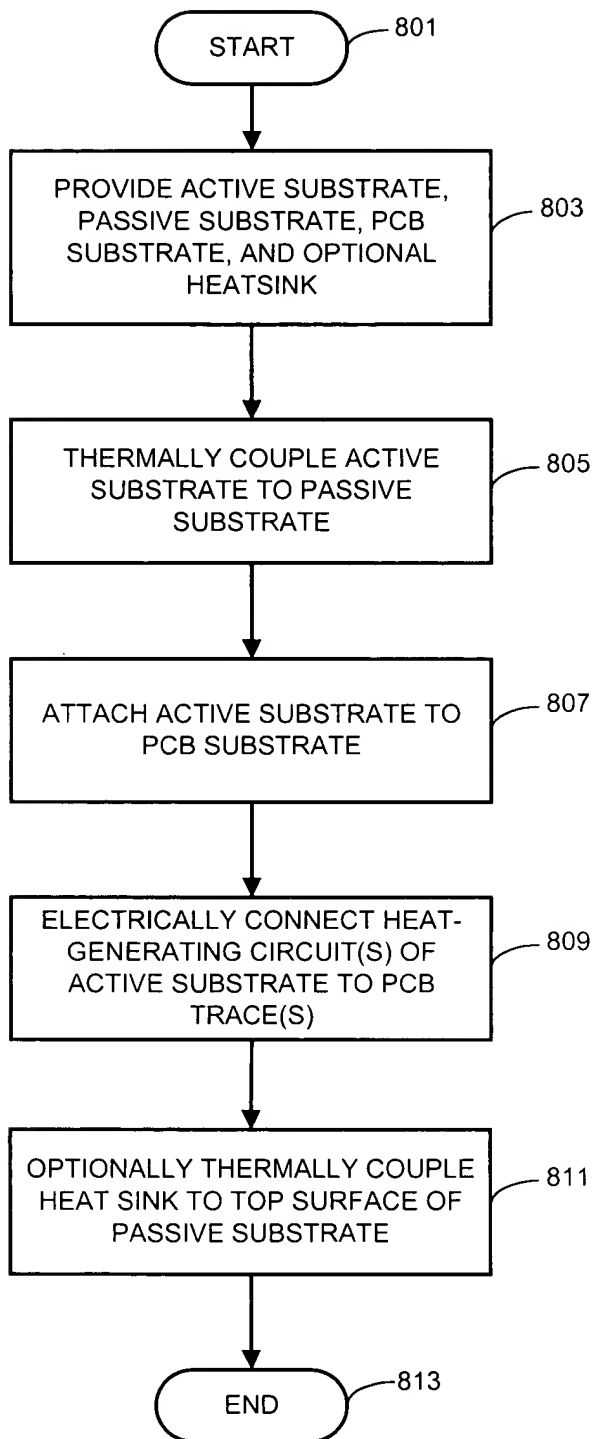 START
801
PROVIDE ACTIVE SUBSTRATE,
PASSIVE SUBSTRATE, PCB
SUBSTRATE, AND OPTIONAL
HEATSINK
803
THERMALLY COUPLE ACTIVE
SUBSTRATE TO PASSIVE
SUBSTRATE
805
ATTACH ACTIVE SUBSTRATE TO
PCB SUBSTRATE
807
ELECTRICALLY CONNECT HEAT-
GENERATING CIRCUIT(S) OF
ACTIVE SUBSTRATE TO PCB
TRACE(S)
809
OPTIONALLY THERMALLY COUPLE
HEAT SINK TO TOP SURFACE OF
PASSIVE SUBSTRATE
811
END
813